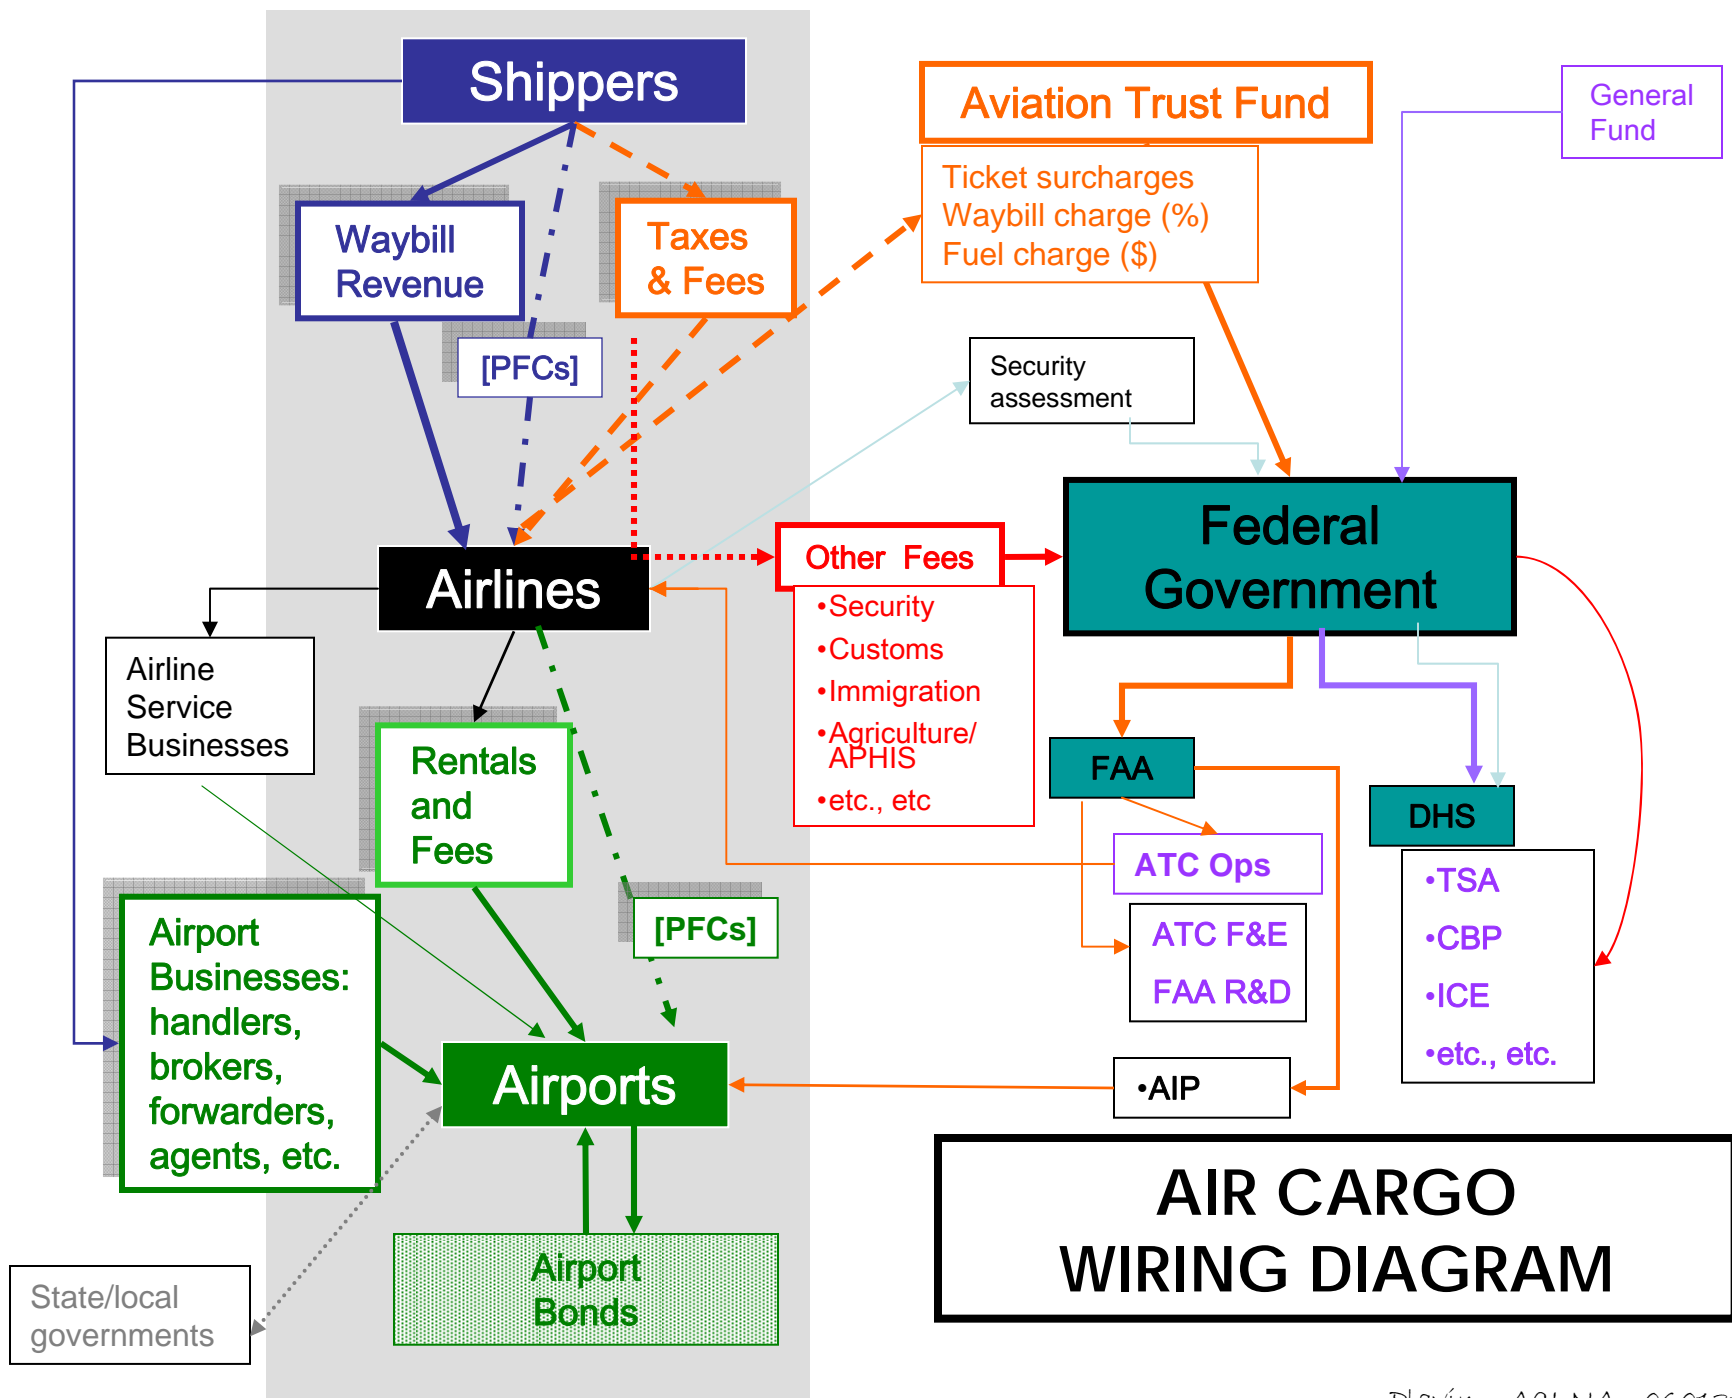 Shippers
Aviation Trust Fund
General
Fund
Ticket surcharges
Waybill charge (%)
Fuel charge ($)
Waybill
Revenue
Taxes
& Fees
[PFCs]
Security
assessment
Federal
Government
Other Fees
•Security
•Customs
•Immigration
•Agriculture/
APHIS
•etc., etc
Airlines
Airline
Service
Businesses
Rentals
and
Fees
FAA
DHS
ATC Ops
•TSA
•CBP
•ICE
•etc., etc.
ATC F&E
FAA R&D
[PFCs]
Airport
Businesses:
handlers,
brokers,
forwarders,
agents, etc.
Airports
•AIP
AIR CARGO
WIRING DIAGRAM
Airport
Bonds
State/local
governments